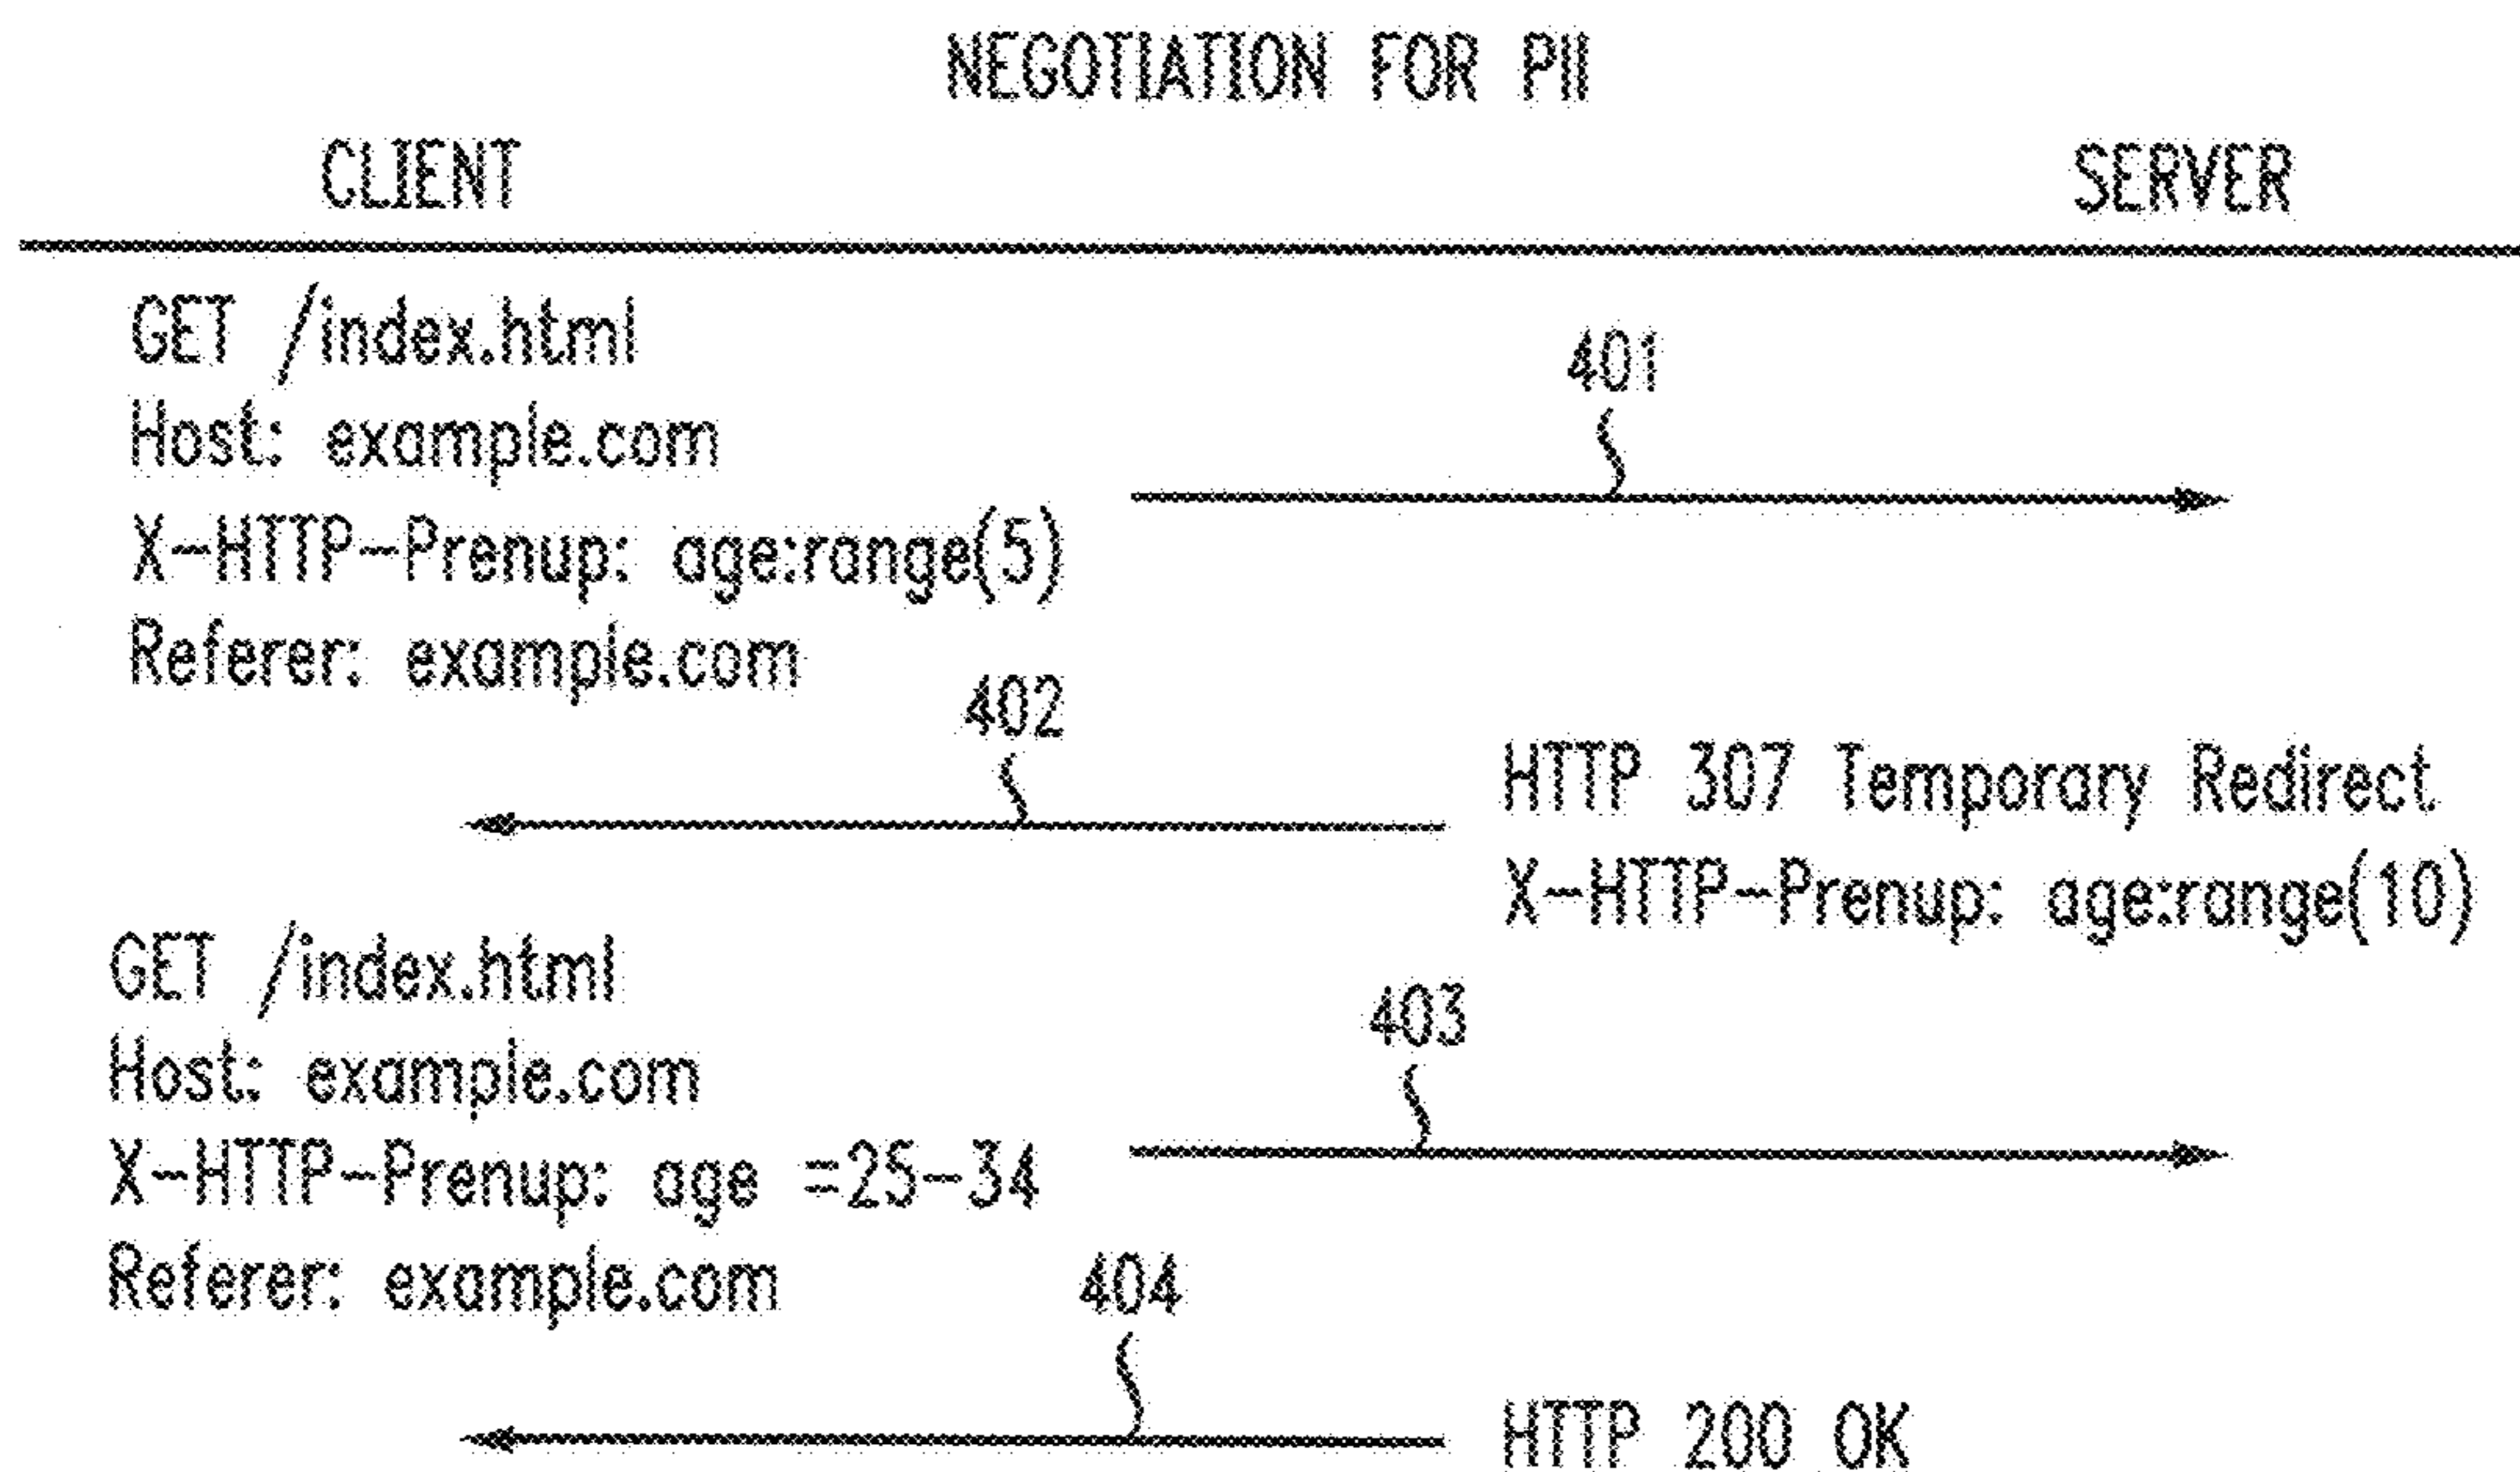 NEGOTIATION FOR PII
CLIENT
SERVER
GET /index.html
Host: example.com
X-HTTP-Prenup: age:range(5)
Referer: example.com
401
402
HTTP 307 Temporary Redirect
X-HTTP-Prenup: age:range(10)
GET /index.html
Host: example.com
X-HTTP-Prenup: age =25-34
Referer: example.com
403
404
HTTP 200 OK